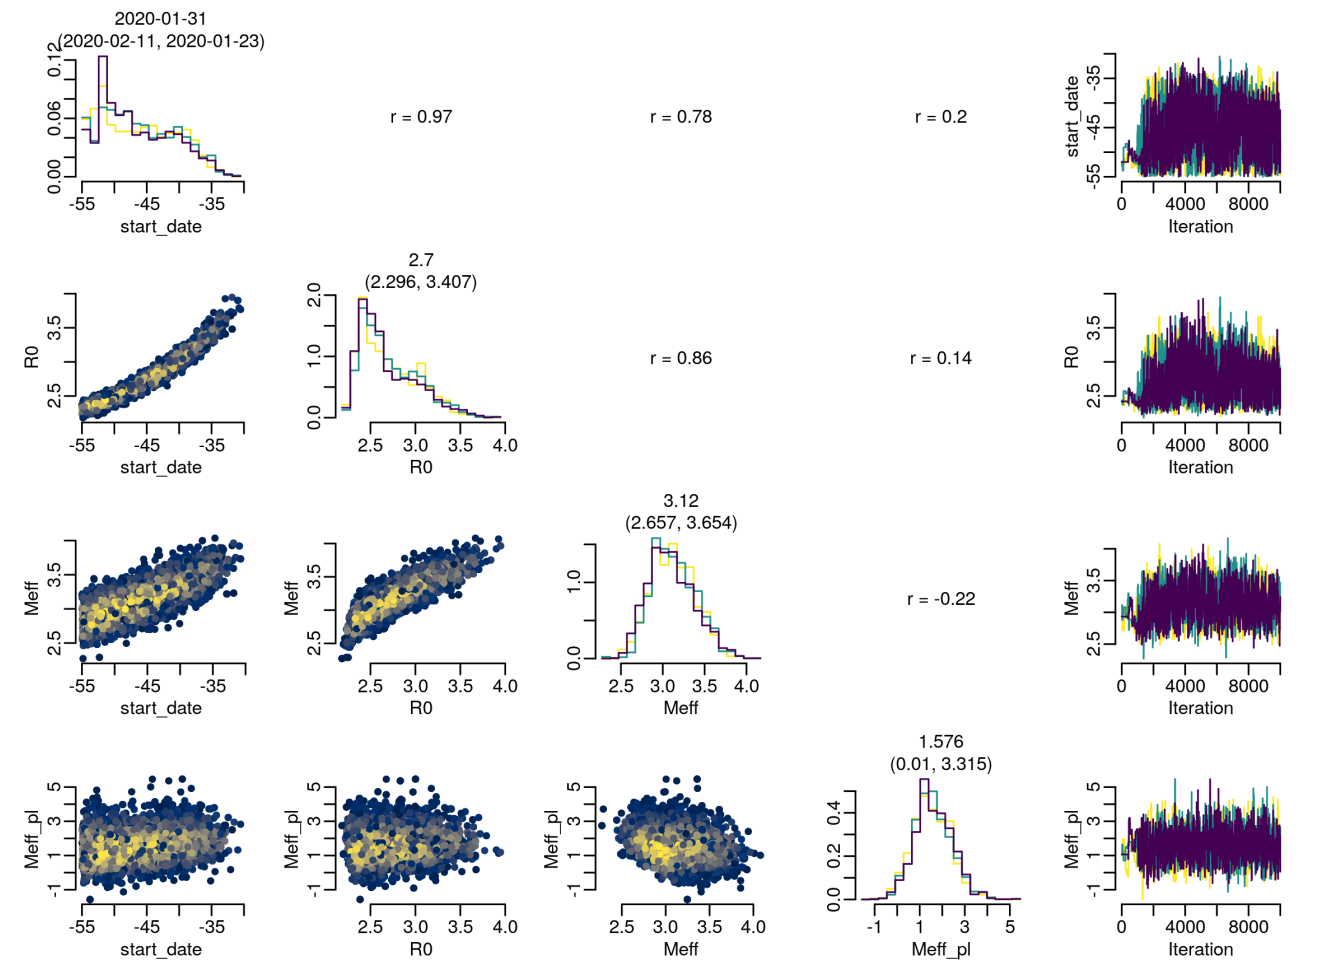 2020-01-31
(2020-02-11, 2020-01-23)
0.00 0.06 0.12
-55 -45 -35
start_date
r = 0.97
r = 0.78
r = 0.2
start_date
-55 -45 -35
0 4000 8000
Iteration
R0
2.5 3.5
-55 -45 -35
start_date
2.7
(2.296, 3.407)
0.0 1.0 2.0
2.5 3.0 3.5 4.0
R0
r = 0.86
r = 0.14
R0
2.5 3.5
0 4000 8000
Iteration
Meff
2.5 3.5
-55 -45 -35
start_date
Meff
2.5 3.5
2.5 3.0 3.5 4.0
R0
3.12
(2.657, 3.654)
0.0 1.0
2.5 3.0 3.5 4.0
Meff
r = -0.22
Meff
2.5 3.5
0 4000 8000
Iteration
Meff_pl
-1 1 3 5
-55 -45 -35
start_date
Meff_pl
-1 1 3 5
2.5 3.0 3.5 4.0
R0
Meff_pl
-1 1 3 5
2.5 3.0 3.5 4.0
Meff
1.576
(0.01, 3.315)
0.0 0.2 0.4
-1 1 3 5
Meff_pl
Meff_pl
-1 1 3 5
0 4000 8000
Iteration